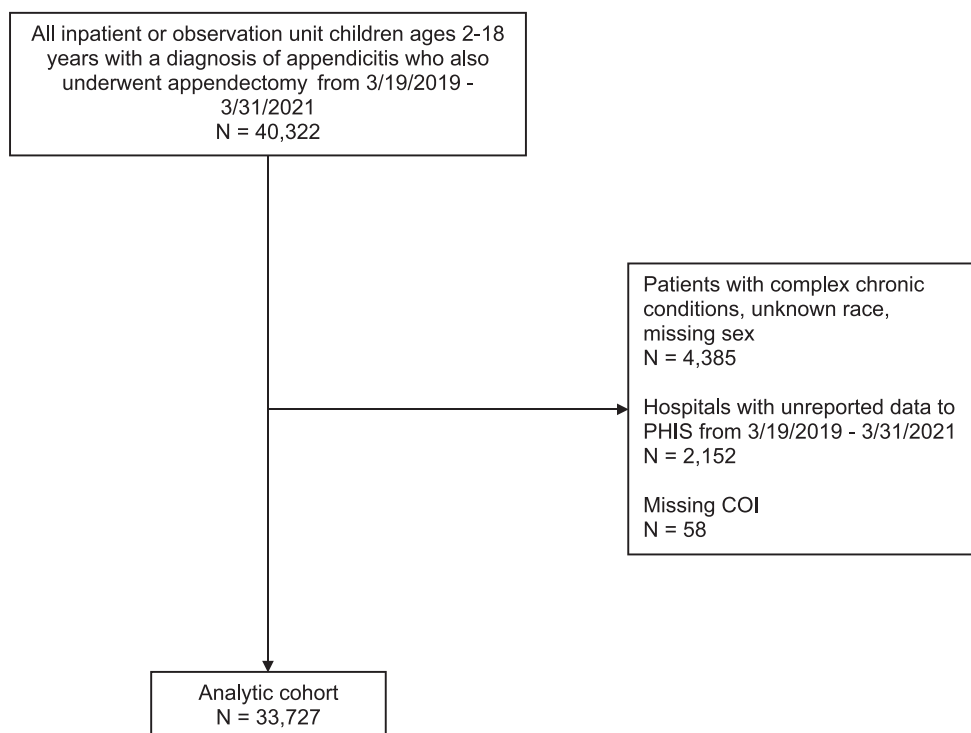 All inpatient or observation unit children ages 2-18
years with a diagnosis of appendicitis who also
underwent appendectomy from 3/19/2019 -
3/31/2021
N = 40,322
Patients with complex chronic
conditions, unknown race,
missing sex
N = 4,385
Hospitals with unreported data to
PHIS from 3/19/2019 - 3/31/2021
N = 2,152
Missing COI
N = 58
Analytic cohort
N = 33,727